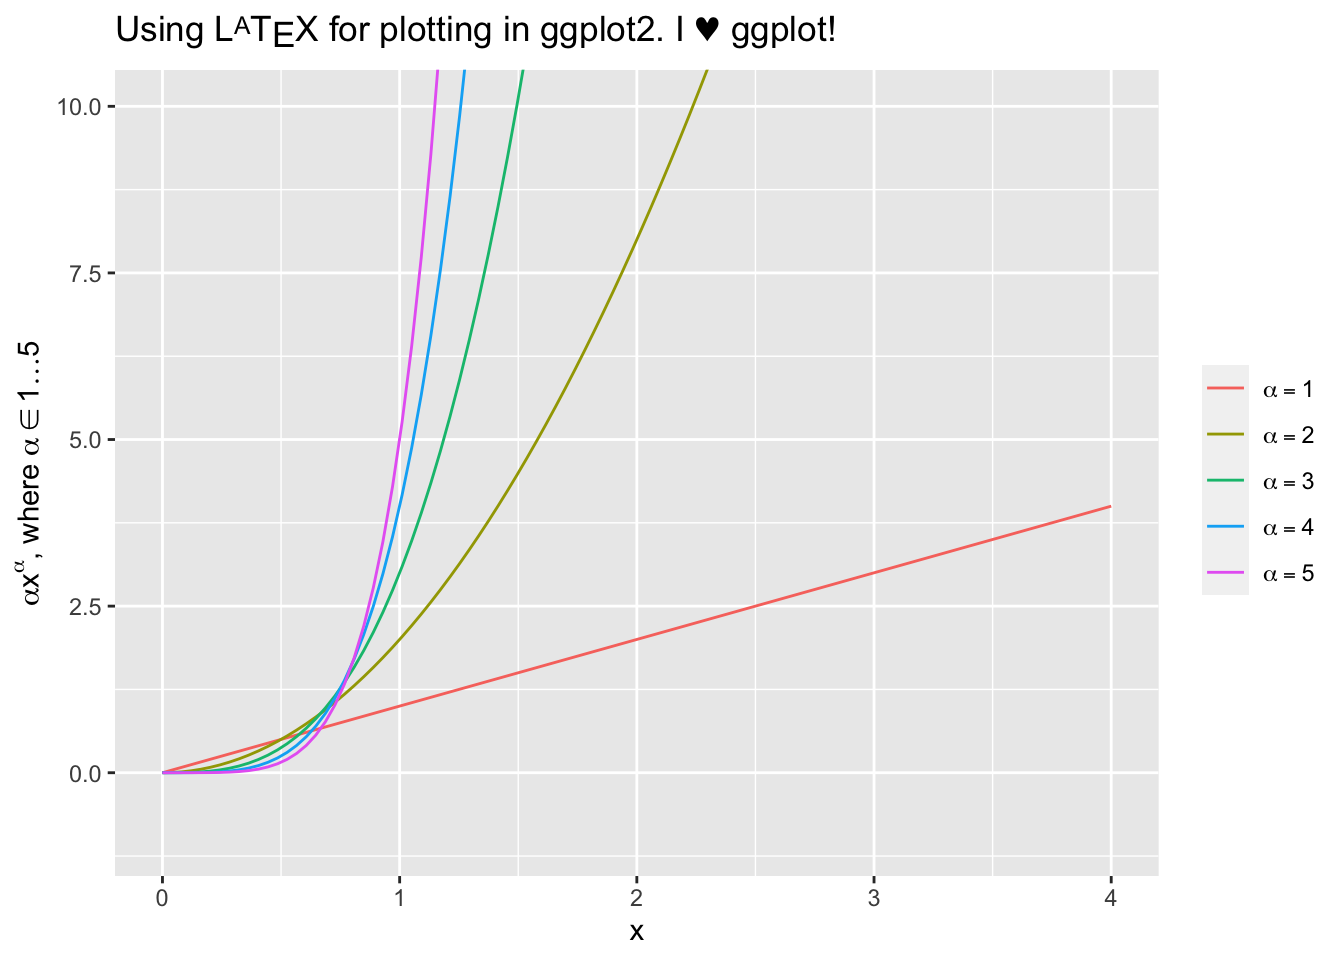 Using LATEX for plotting in ggplot2. I ♥ ggplot!
10.0
7.5
5.0
2.5
0.0
αxᵅ, where α ∈ 1…5
0 1 2 3 4
x
α = 1
α = 2
α = 3
α = 4
α = 5